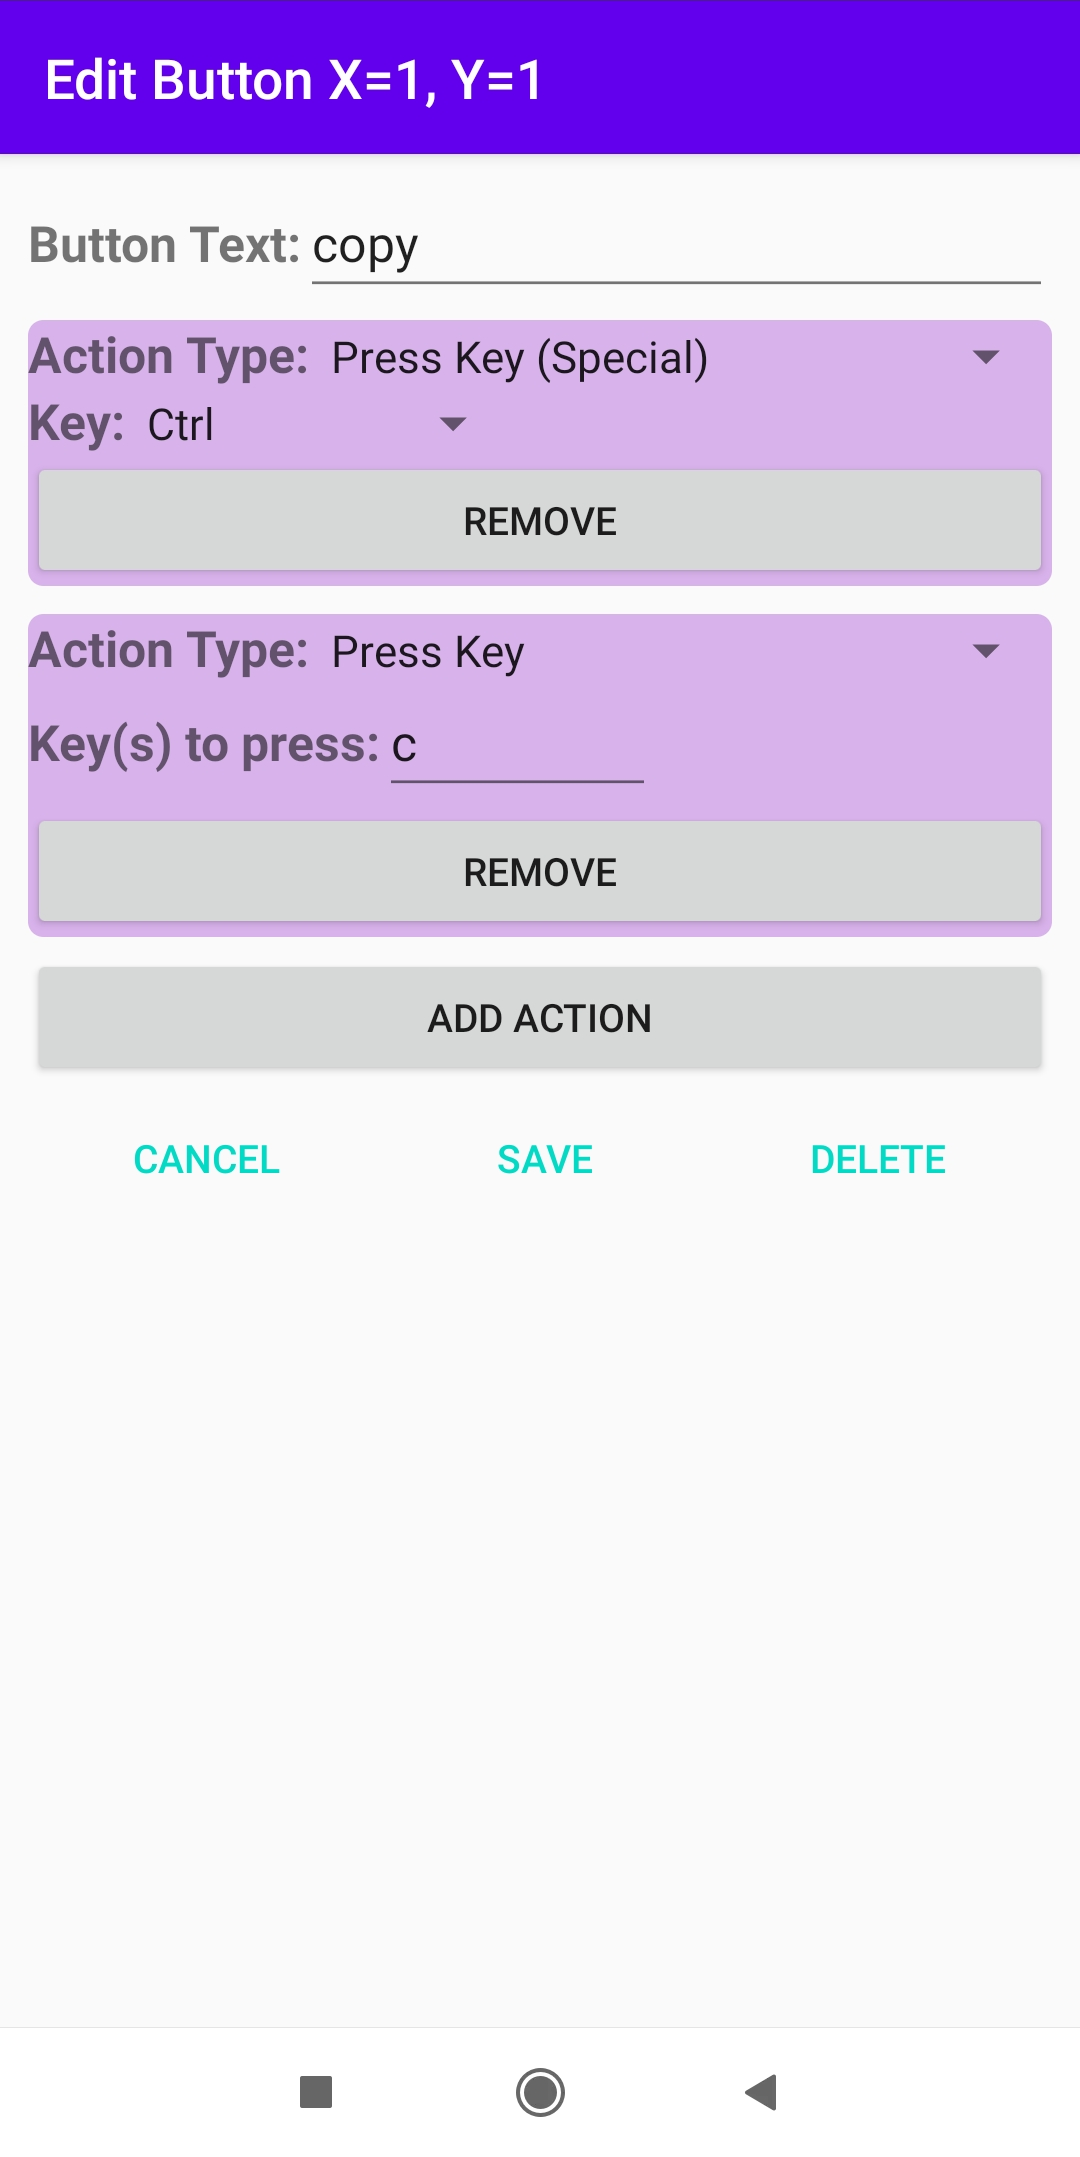 Edit Button X=1, Y=1
Button Text: copy
Action Type: Press Key (Special)
Key: Ctrl
REMOVE
Action Type: Press Key
Key(s) to press: c
REMOVE
ADD ACTION
CANCEL SAVE DELETE